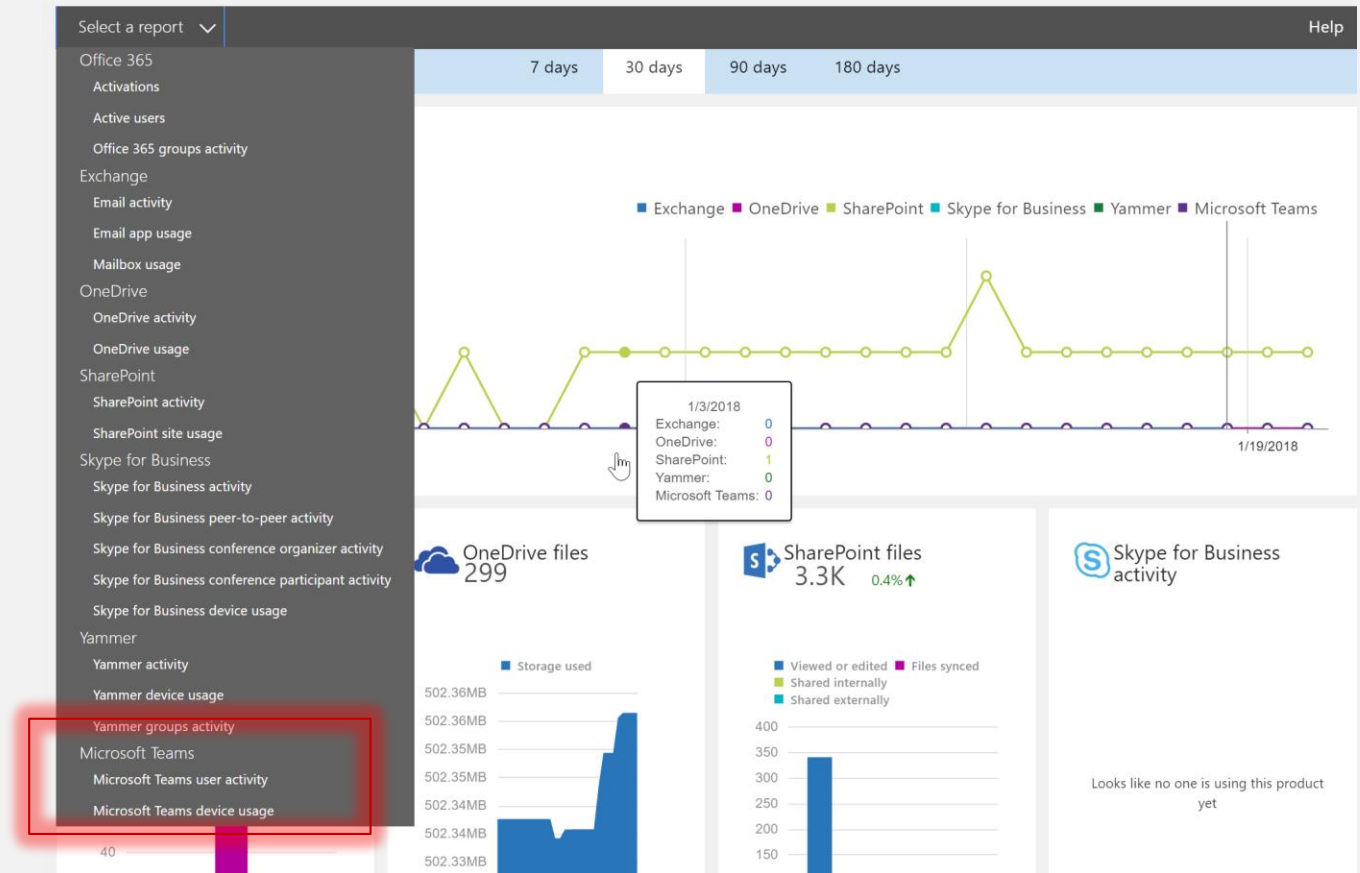 Select a report
Help
Office 365
Activations
Active users
Office 365 groups activity
Exchange
Email activity
Email app usage
Mailbox usage
OneDrive
OneDrive activity
OneDrive usage
SharePoint
SharePoint activity
SharePoint site usage
Skype for Business
Skype for Business activity
Skype for Business peer-to-peer activity
Skype for Business conference organizer activity
Skype for Business conference participant activity
Skype for Business device usage
Yammer
Yammer activity
Yammer device usage
Yammer groups activity
Microsoft Teams
Microsoft Teams user activity
Microsoft Teams device usage
7 days 30 days 90 days 180 days
Exchange OneDrive SharePoint Skype for Business Yammer Microsoft Teams
1/3/2018
Exchange: 0
OneDrive: 0
SharePoint: 1
Yammer: 0
Microsoft Teams: 0
1/19/2018
40
OneDrive files
299
Storage used
502.36MB
502.36MB
502.35MB
502.35MB
502.34MB
502.34MB
502.33MB
S
SharePoint files
3.3K 0.4%
Viewed or edited Files synced
Shared internally
Shared externally
400
350
300
250
200
150
S
Skype for Business
activity
Looks like no one is using this product
yet